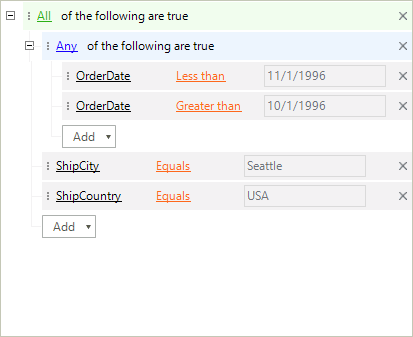 All of the following are true
Any of the following are true
OrderDate Less than 11/1/1996
OrderDate Greater than 10/1/1996
Add
ShipCity Equals Seattle
ShipCountry Equals USA
Add